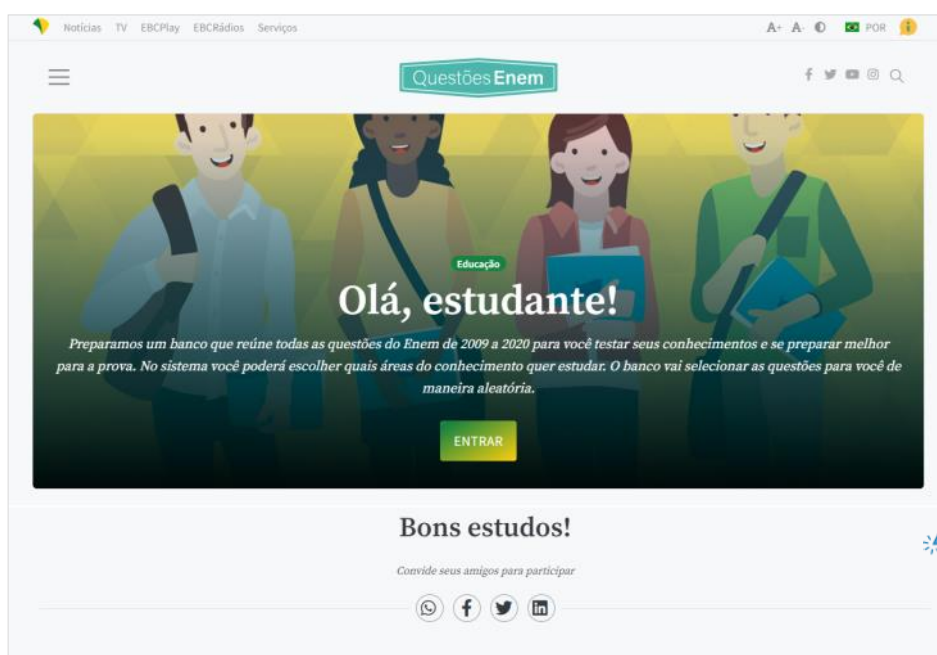 Notícias TV EBCPlay EBCRádios Serviços A+ A- POR
Questões Enem
Educação
Olá, estudante!
Preparamos um banco que reúne todas as questões do Enem de 2009 a 2020 para você testar seus conhecimentos e se preparar melhor
para a prova. No sistema você poderá escolher quais áreas do conhecimento quer estudar. O banco vai selecionar as questões para você de
maneira aleatória.
ENTRAR
Bons estudos!
Convide seus amigos para participar